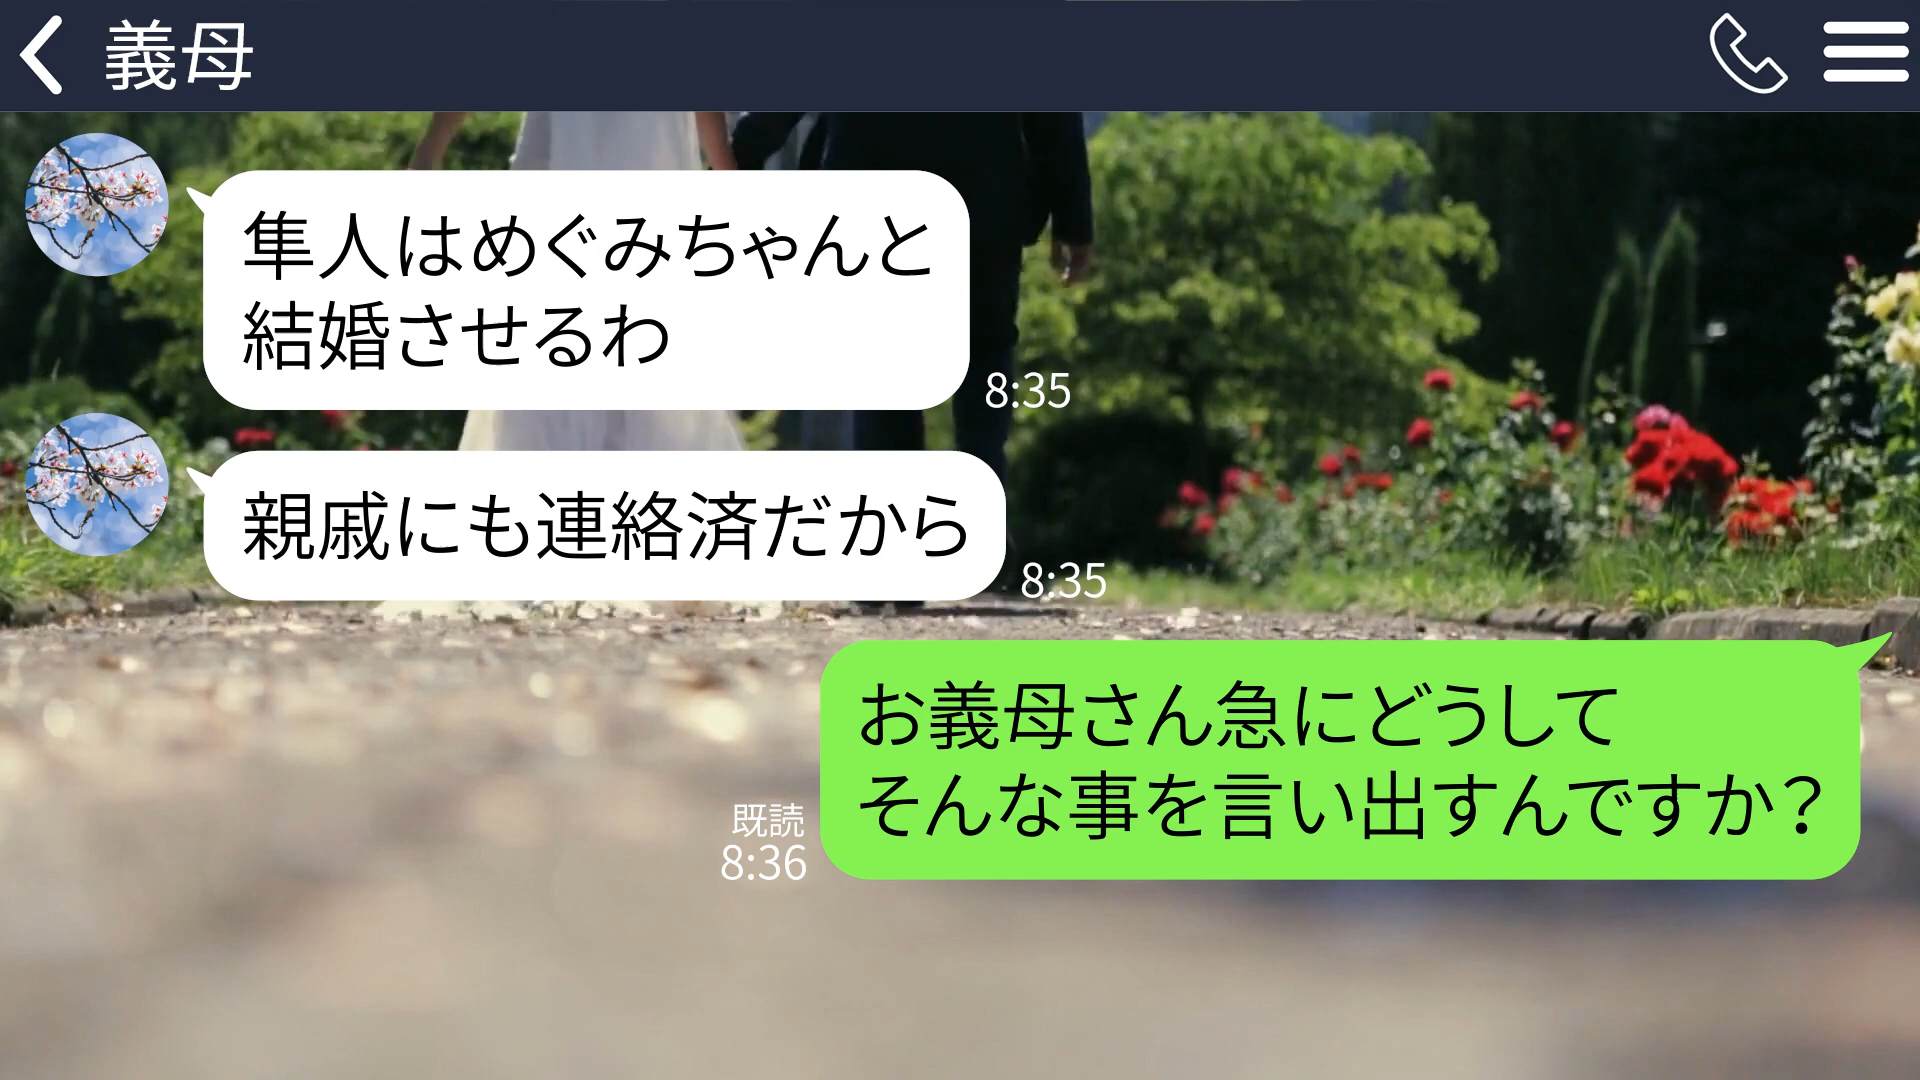 義母
隼人はめぐみちゃんと
結婚させるわ
8:35
親戚にも連絡済だから
8:35
お義母さん急にどうして
そんな事を言い出すんですか?
既読
8:36